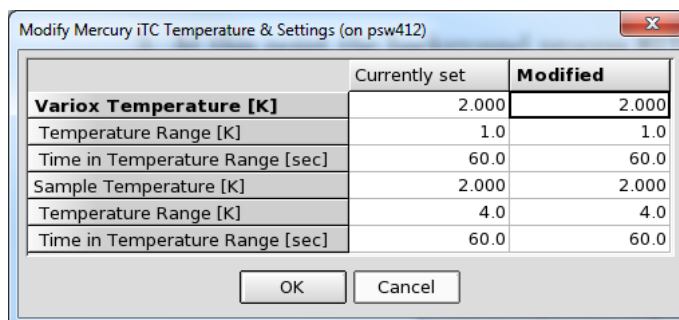 Modify Mercury iTC Temperature & Settings (on psw412)
Currently set Modified
Variox Temperature [K] 2.000 2.000
Temperature Range [K] 1.0 1.0
Time in Temperature Range [sec] 60.0 60.0
Sample Temperature [K] 2.000 2.000
Temperature Range [K] 4.0 4.0
Time in Temperature Range [sec] 60.0 60.0
OK Cancel